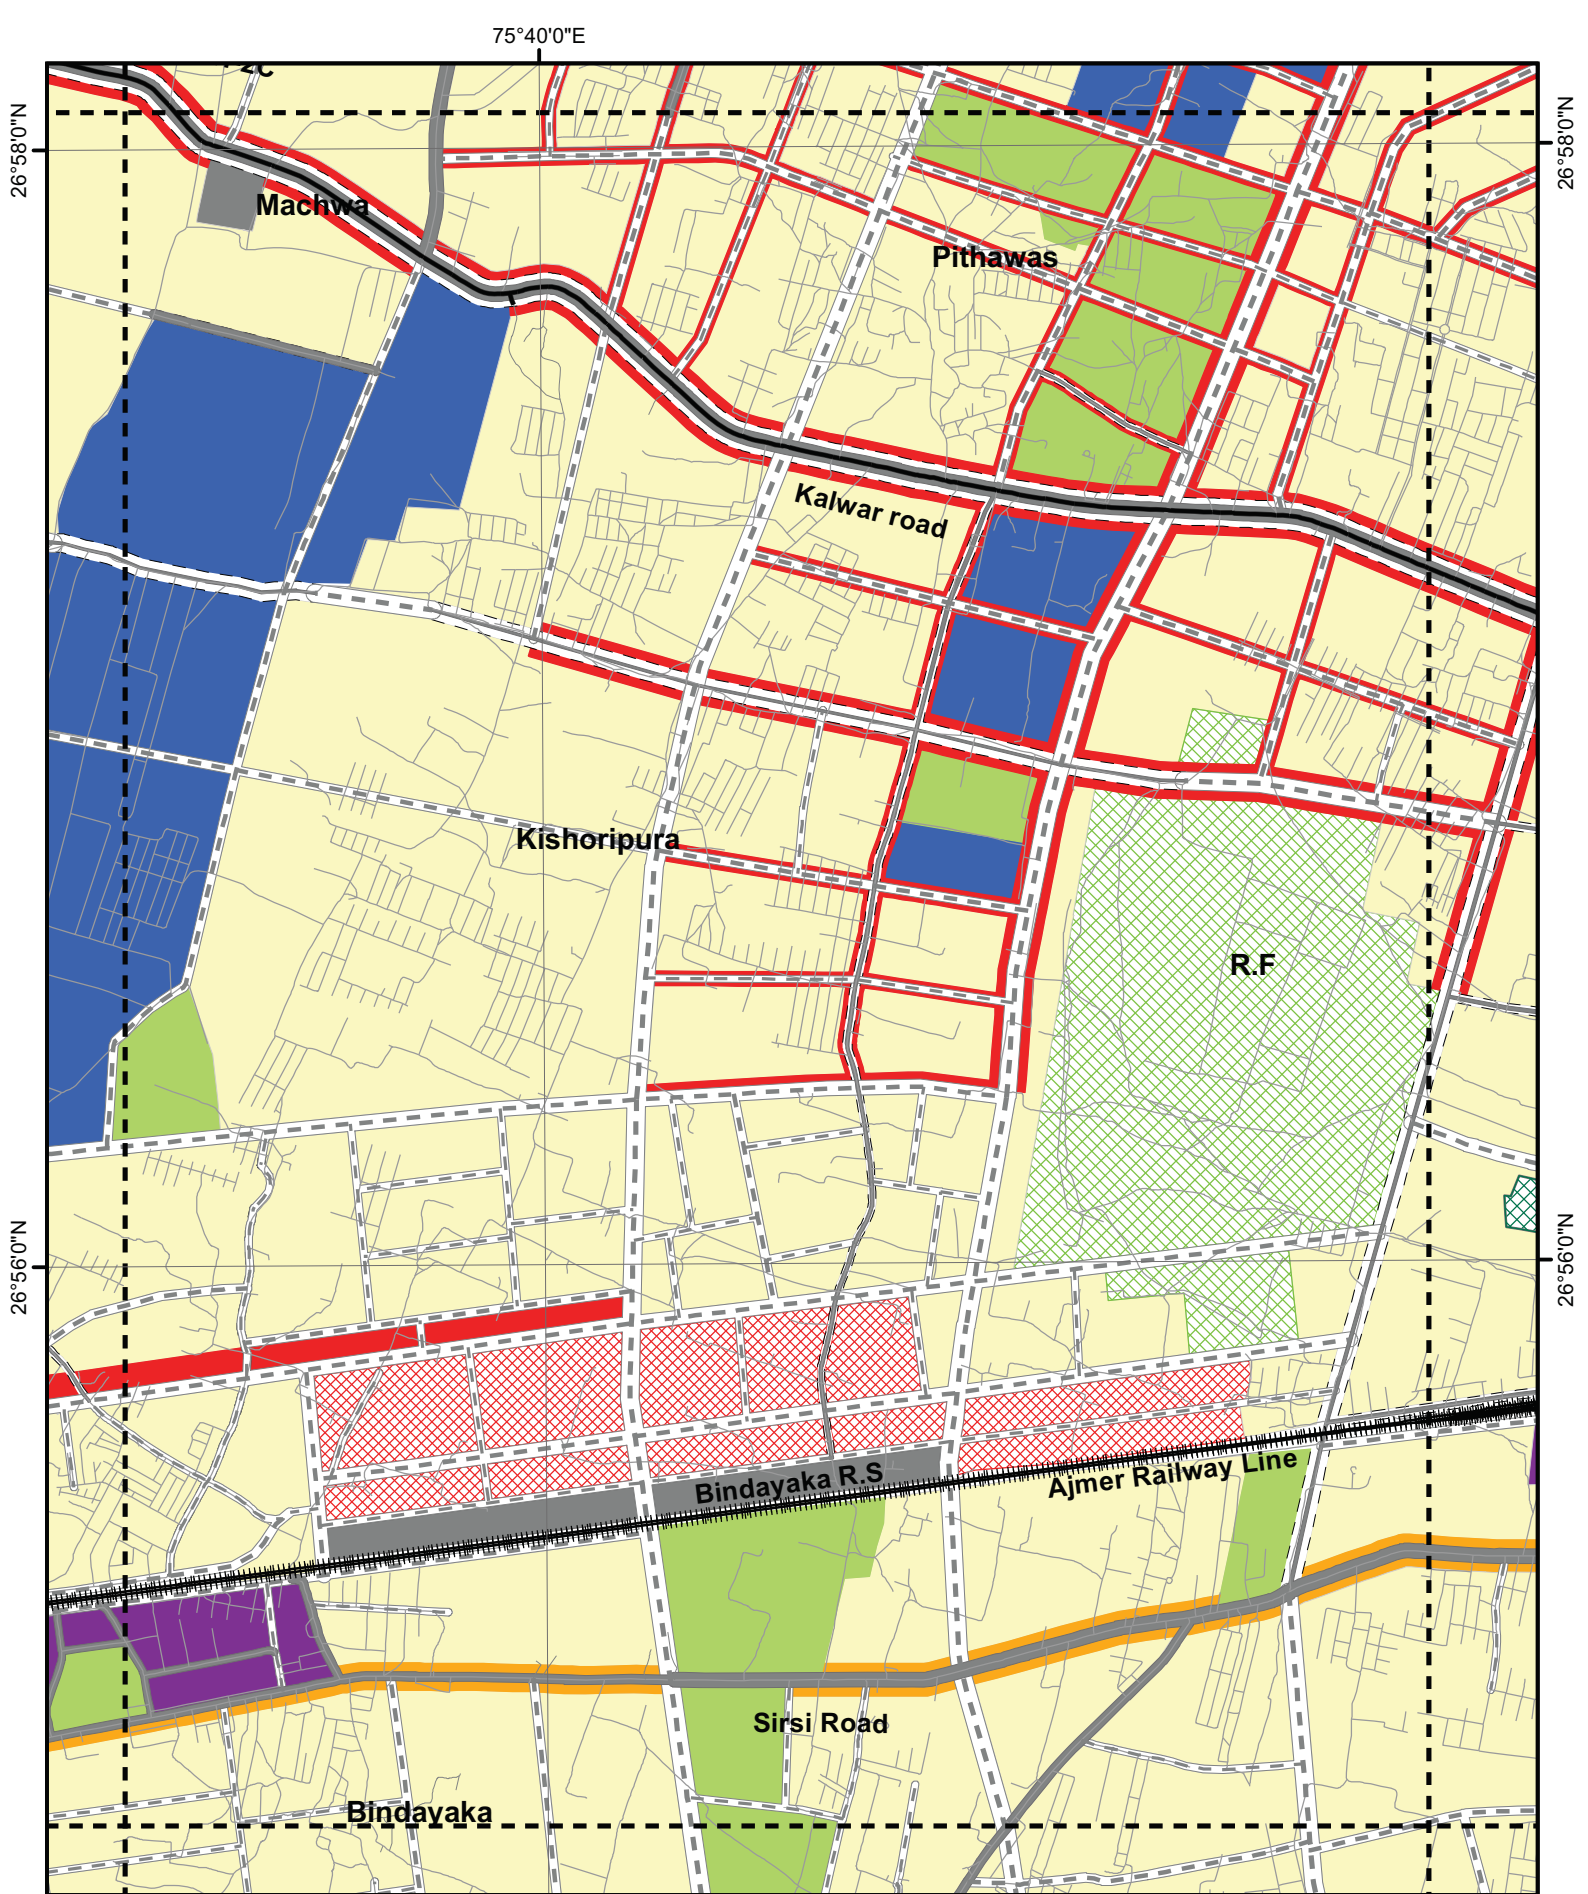 75°40'0"E
26°58'0"N
26°58'0"N
Machwa
Pithawas
Kalwar road
Kishoripura
R.F
26°56'0"N
26°56'0"N
Bindayaka R.S
Ajmer Railway Line
Sirsi Road
Bindayaka